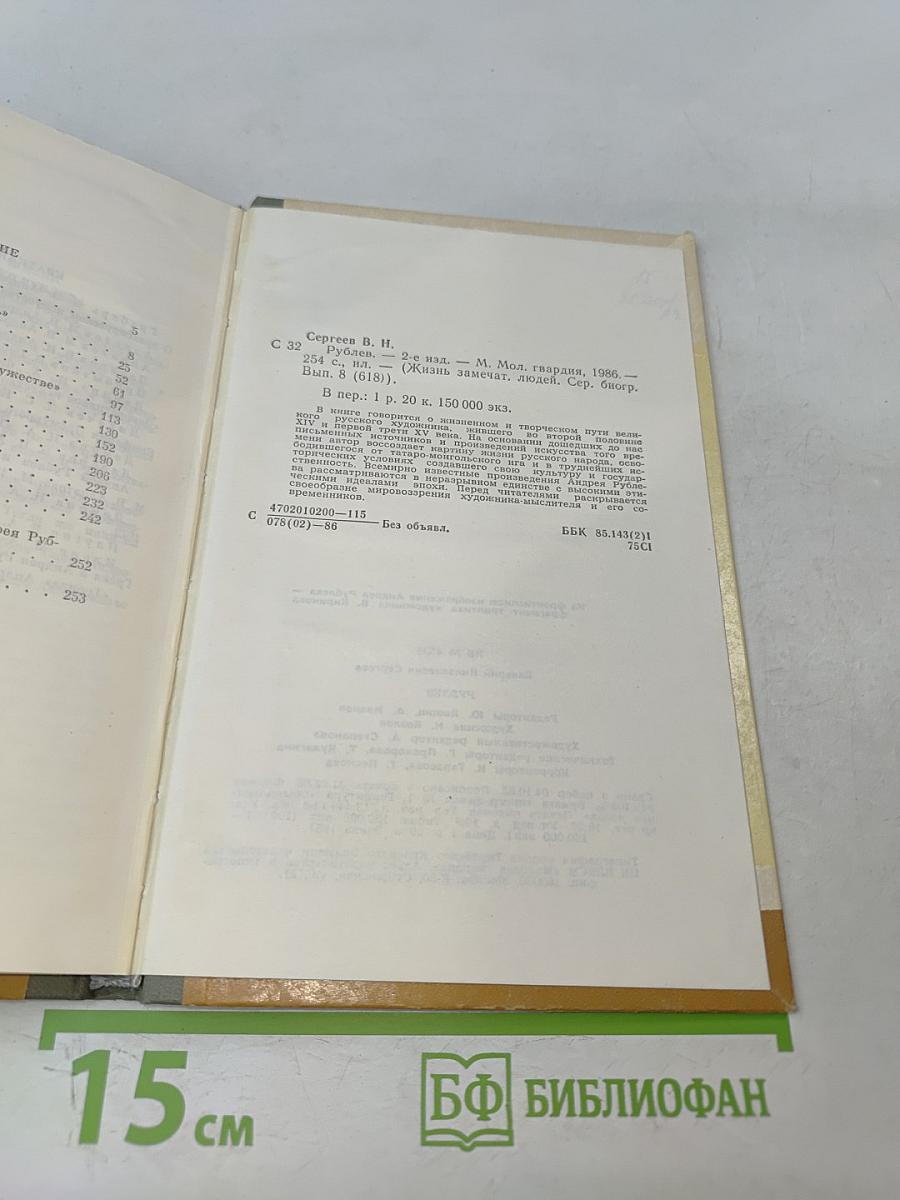 НИЕ
. . . . . . . . 5
» . . . . . . . 8
. . . . . . . . 25
. . . . . . . . 52
ужестве» . . . . 61
. . . . . . . . 97
. . . . . . . . 113
. . . . . . . . 130
. . . . . . . . 152
. . . . . . . . 190
. . . . . . . . 206
. . . . . . . . 223
. . . . . . . . 232
. . . . . . . . 242
рея Руб-
. . . . . . . . 252
. . . . . . . . 253
Сергеев В. Н.
С 32 Рублев. — 2-е изд. — М. Мол. гвардия, 1986. —
254 с., ил. — (Жизнь замечат. людей. Сер. биогр.
Вып. 8 (618)).
В пер.: 1 р. 20 к. 150 000 экз.
В книге говорится о жизненном и творческом пути вели-
кого русского художника, жившего во второй половине
XIV и первой трети XV века. На основании дошедших до нас
письменных источников и произведений искусства того вре-
мени автор воссоздает картину жизни русского народа, осво-
бодившегося от татаро-монгольского ига и в труднейших ис-
торических условиях создавшего свою культуру и государ-
ственность. Всемирно известные произведения Андрея Рубле-
ва рассматриваются в неразрывном единстве с высокими эти-
ческими идеалами эпохи. Перед читателями раскрывается
своеобразие мировоззрения художника-мыслителя и его со-
временников.
С 4702010200—115
078(02)—86 Без объявл. ББК 85.143(2)1
75С1
15 см
БФ БИБЛИОФАН